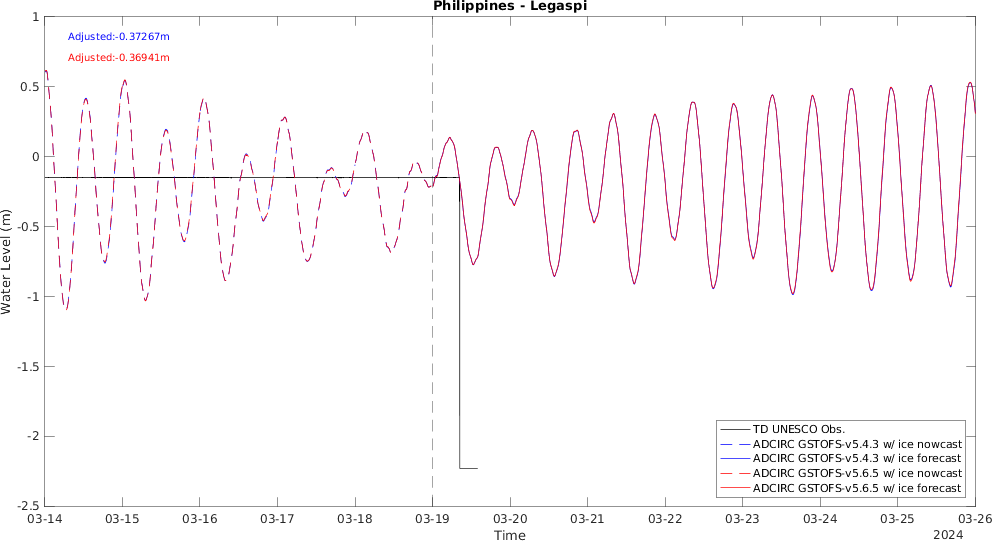 Philippines - Legaspi
Adjusted:-0.37267m
Adjusted:-0.36941m
Water Level (m)
1
0.5
0
-0.5
-1
-1.5
-2
-2.5
TD UNESCO Obs.
ADCIRC GSTOFS-v5.4.3 w/ ice nowcast
ADCIRC GSTOFS-v5.4.3 w/ ice forecast
ADCIRC GSTOFS-v5.6.5 w/ ice nowcast
ADCIRC GSTOFS-v5.6.5 w/ ice forecast
03-14 03-15 03-16 03-17 03-18 03-19 03-20 03-21 03-22 03-23 03-24 03-25 03-26
Time
2024